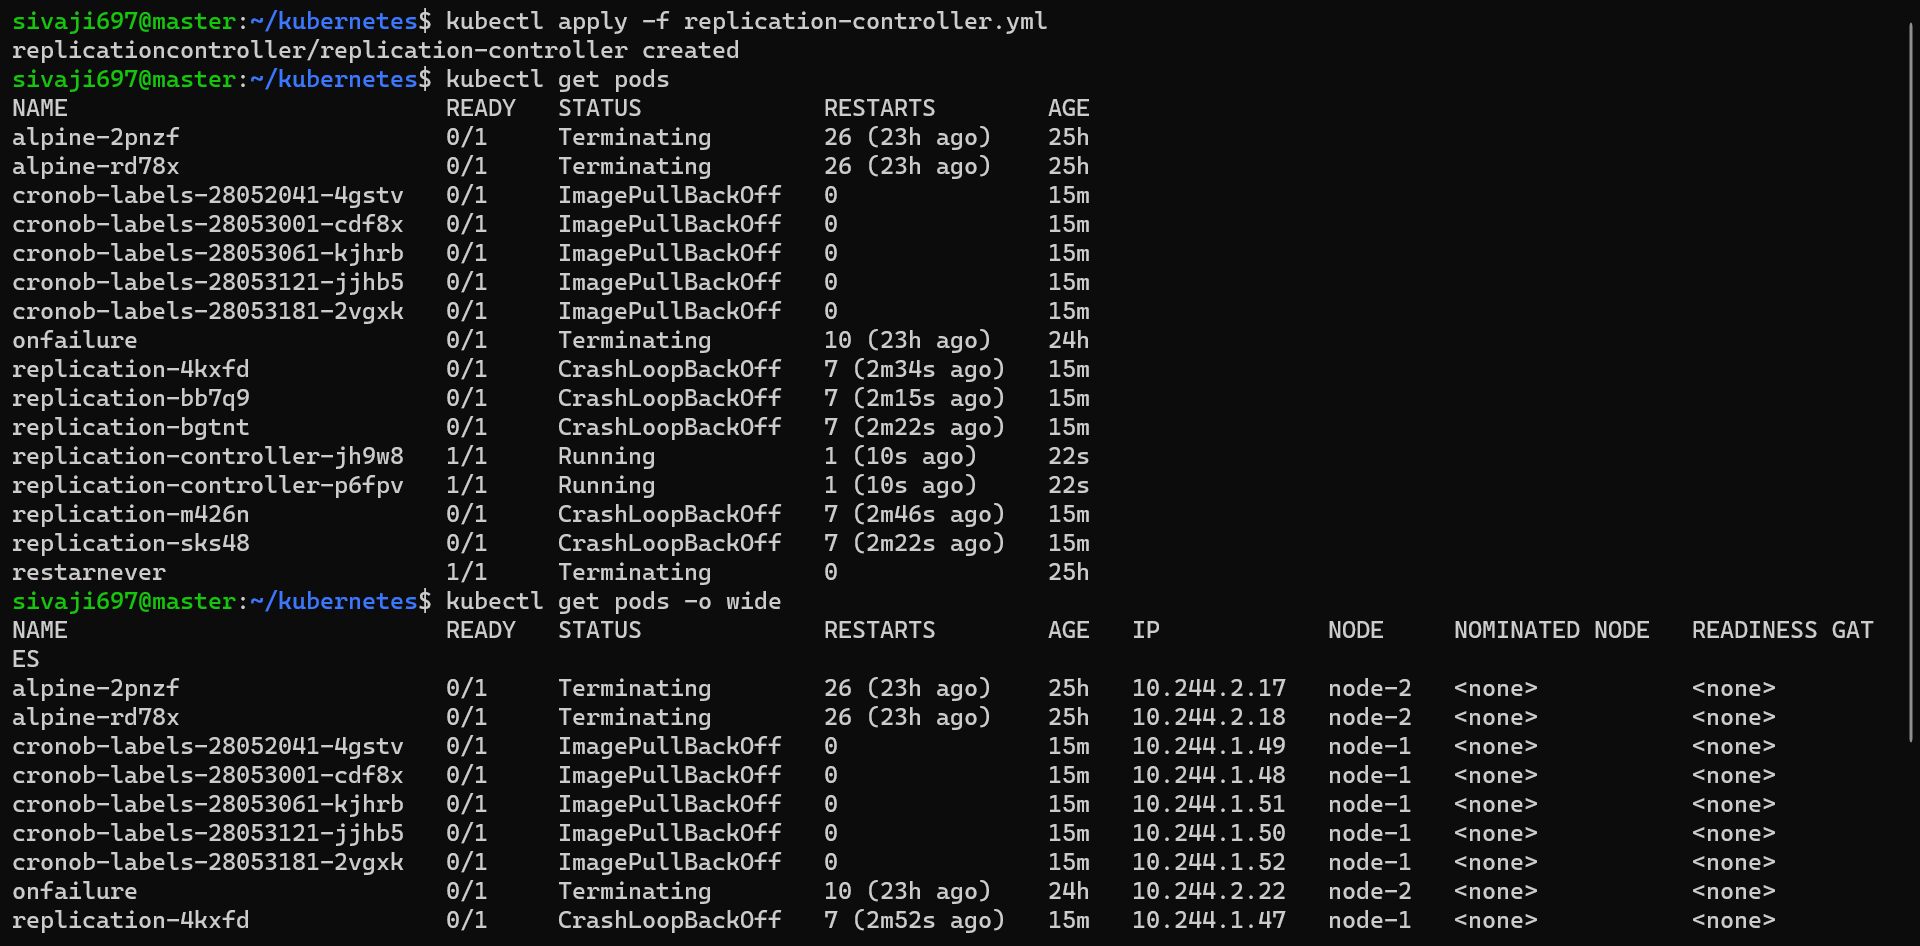 sivaji697@master:~/kubernetes$ kubectl apply -f replication-controller.yml
replicationcontroller/replication-controller created
sivaji697@master:~/kubernetes$ kubectl get pods
NAME                           READY   STATUS             RESTARTS        AGE
alpine-2pnzf                   0/1     Terminating        26 (23h ago)    25h
alpine-rd78x                   0/1     Terminating        26 (23h ago)    25h
cronob-labels-28052041-4gstv   0/1     ImagePullBackOff   0               15m
cronob-labels-28053001-cdf8x   0/1     ImagePullBackOff   0               15m
cronob-labels-28053061-kjhrb   0/1     ImagePullBackOff   0               15m
cronob-labels-28053121-jjhb5   0/1     ImagePullBackOff   0               15m
cronob-labels-28053181-2vgxk   0/1     ImagePullBackOff   0               15m
onfailure                      0/1     Terminating        10 (23h ago)    24h
replication-4kxfd              0/1     CrashLoopBackOff   7 (2m34s ago)   15m
replication-bb7q9              0/1     CrashLoopBackOff   7 (2m15s ago)   15m
replication-bgtnt              0/1     CrashLoopBackOff   7 (2m22s ago)   15m
replication-controller-jh9w8   1/1     Running            1 (10s ago)     22s
replication-controller-p6fpv   1/1     Running            1 (10s ago)     22s
replication-m426n              0/1     CrashLoopBackOff   7 (2m46s ago)   15m
replication-sks48              0/1     CrashLoopBackOff   7 (2m22s ago)   15m
restarnever                    1/1     Terminating        0               25h
sivaji697@master:~/kubernetes$ kubectl get pods -o wide
NAME                           READY   STATUS             RESTARTS        AGE   IP            NODE     NOMINATED NODE   READINESS GAT
ES
alpine-2pnzf                   0/1     Terminating        26 (23h ago)    25h   10.244.2.17   node-2   <none>           <none>
alpine-rd78x                   0/1     Terminating        26 (23h ago)    25h   10.244.2.18   node-2   <none>           <none>
cronob-labels-28052041-4gstv   0/1     ImagePullBackOff   0               15m   10.244.1.49   node-1   <none>           <none>
cronob-labels-28053001-cdf8x   0/1     ImagePullBackOff   0               15m   10.244.1.48   node-1   <none>           <none>
cronob-labels-28053061-kjhrb   0/1     ImagePullBackOff   0               15m   10.244.1.51   node-1   <none>           <none>
cronob-labels-28053121-jjhb5   0/1     ImagePullBackOff   0               15m   10.244.1.50   node-1   <none>           <none>
cronob-labels-28053181-2vgxk   0/1     ImagePullBackOff   0               15m   10.244.1.52   node-1   <none>           <none>
onfailure                      0/1     Terminating        10 (23h ago)    24h   10.244.2.22   node-2   <none>           <none>
replication-4kxfd              0/1     CrashLoopBackOff   7 (2m52s ago)   15m   10.244.1.47   node-1   <none>           <none>